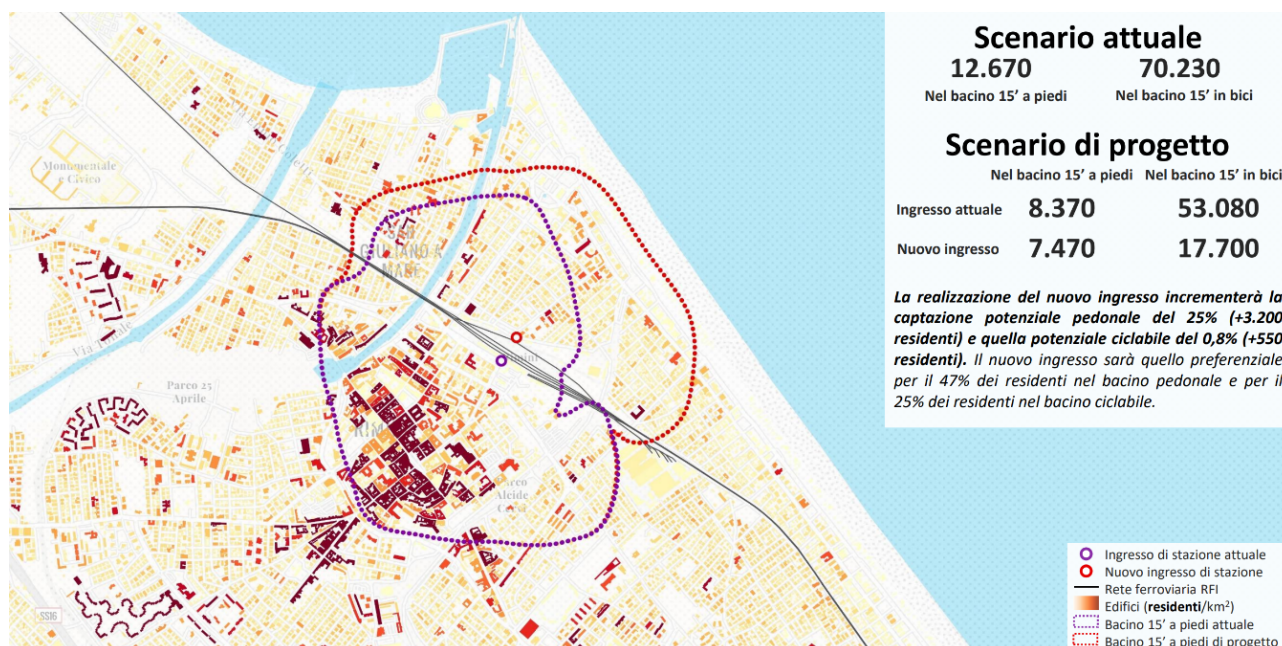 Scenario attuale
12.670 70.230
Nel bacino 15’ a piedi Nel bacino 15’ in bici
Scenario di progetto
Nel bacino 15’ a piedi Nel bacino 15’ in bici
Ingresso attuale 8.370 53.080
Nuovo ingresso 7.470 17.700
La realizzazione del nuovo ingresso incrementerà la
captazione potenziale pedonale del 25% (+3.200
residenti) e quella potenziale ciclabile del 0,8% (+550
residenti). Il nuovo ingresso sarà quello preferenziale
per il 47% dei residenti nel bacino pedonale e per il
25% dei residenti nel bacino ciclabile.
Monumentale
e Civico
SAN
GIULIANO A
MARE
Rimini
Parco 25
Aprile
Parco
Alcide
Cervi
SS16
Ingresso di stazione attuale
Nuovo ingresso di stazione
Rete ferroviaria RFI
Edifici (residenti/km²)
Bacino 15’ a piedi attuale
Bacino 15’ a piedi di progetto